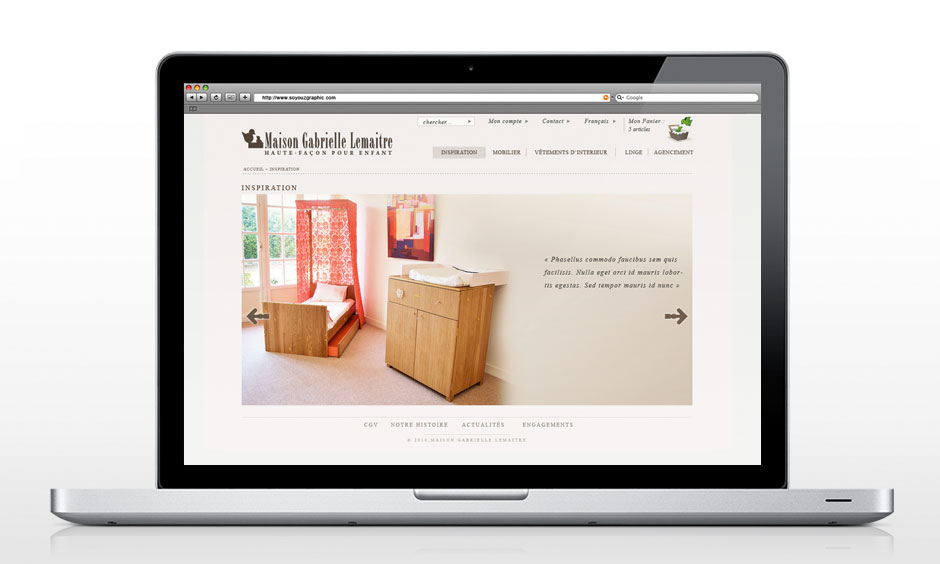 http://www.soyouzgraphic.com
Google
chercher...
Mon compte »
Contact »
Français »
Mon Panier /
3 articles
Maison Gabrielle Lemaitre
HAUTE-FAÇON POUR ENFANT
INSPIRATION
MOBILIER
VÊTEMENTS D'INTERIEUR
LINGE
AGENCEMENT
ACCUEIL > INSPIRATION
INSPIRATION
« Phasellus commodo faucibus sem quis
facilisis. Nulla eget orci id mauris lobor-
tis egestas. Sed tempor mauris id nunc »
CGV
NOTRE HISTOIRE
ACTUALITÉS
ENGAGEMENTS
© 2010 MAISON GABRIELLE LEMAITRE